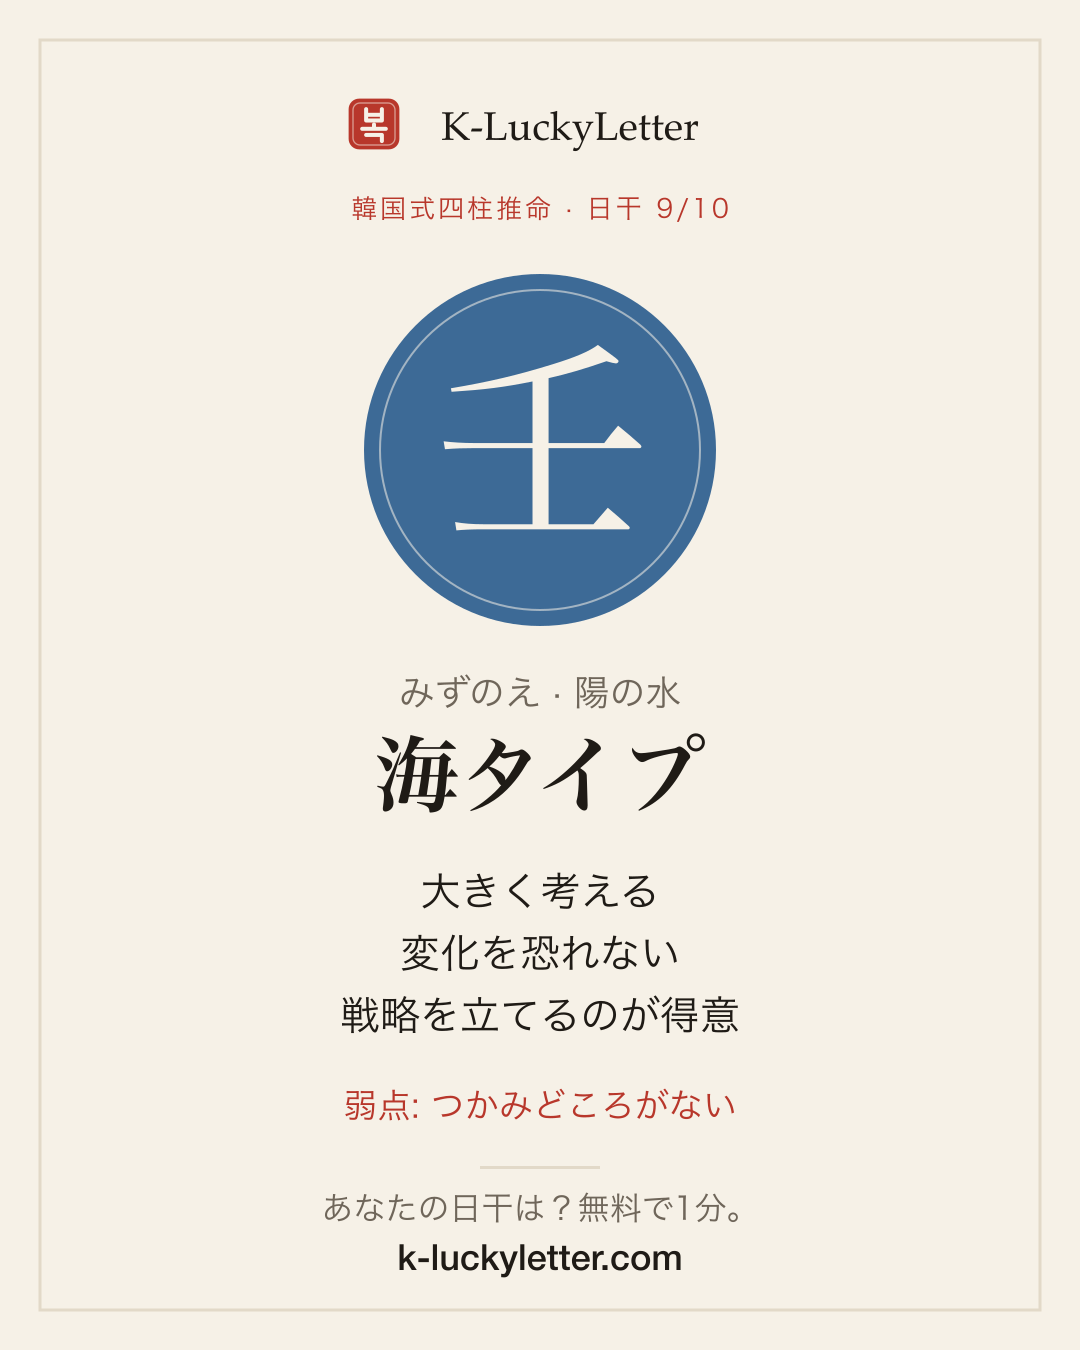 복 K-LuckyLetter
韓国式四柱推命 · 日干 9/10
壬
みずのえ · 陽の水
海タイプ
大きく考える
変化を恐れない
戦略を立てるのが得意
弱点: つかみどころがない
あなたの日干は？無料で1分。
k-luckyletter.com